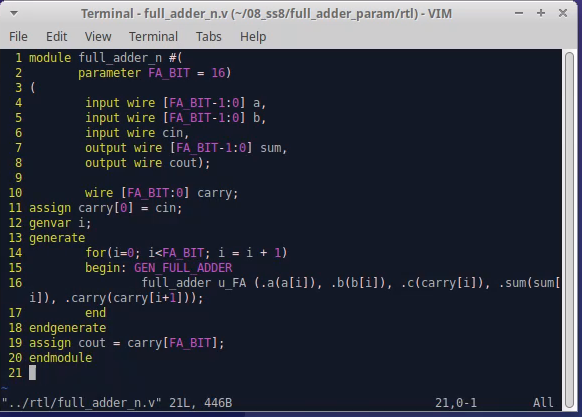 Terminal - full_adder_n.v (~/08_ss8/full_adder_param/rtl) - VIM
File Edit View Terminal Tabs Help
1 module full_adder_n #(
2 parameter FA_BIT = 16)
3 (
4 input wire [FA_BIT-1:0] a,
5 input wire [FA_BIT-1:0] b,
6 input wire cin,
7 output wire [FA_BIT-1:0] sum,
8 output wire cout);
9
10 wire [FA_BIT:0] carry;
11 assign carry[0] = cin;
12 genvar i;
13 generate
14 for(i=0; i<FA_BIT; i = i + 1)
15 begin: GEN_FULL_ADDER
16 full_adder u_FA (.a(a[i]), .b(b[i]), .c(carry[i]), .sum(sum[
i]), .carry(carry[i+1]));
17 end
18 endgenerate
19 assign cout = carry[FA_BIT];
20 endmodule
21
~
"../rtl/full_adder_n.v" 21L, 446B 21,0-1 All